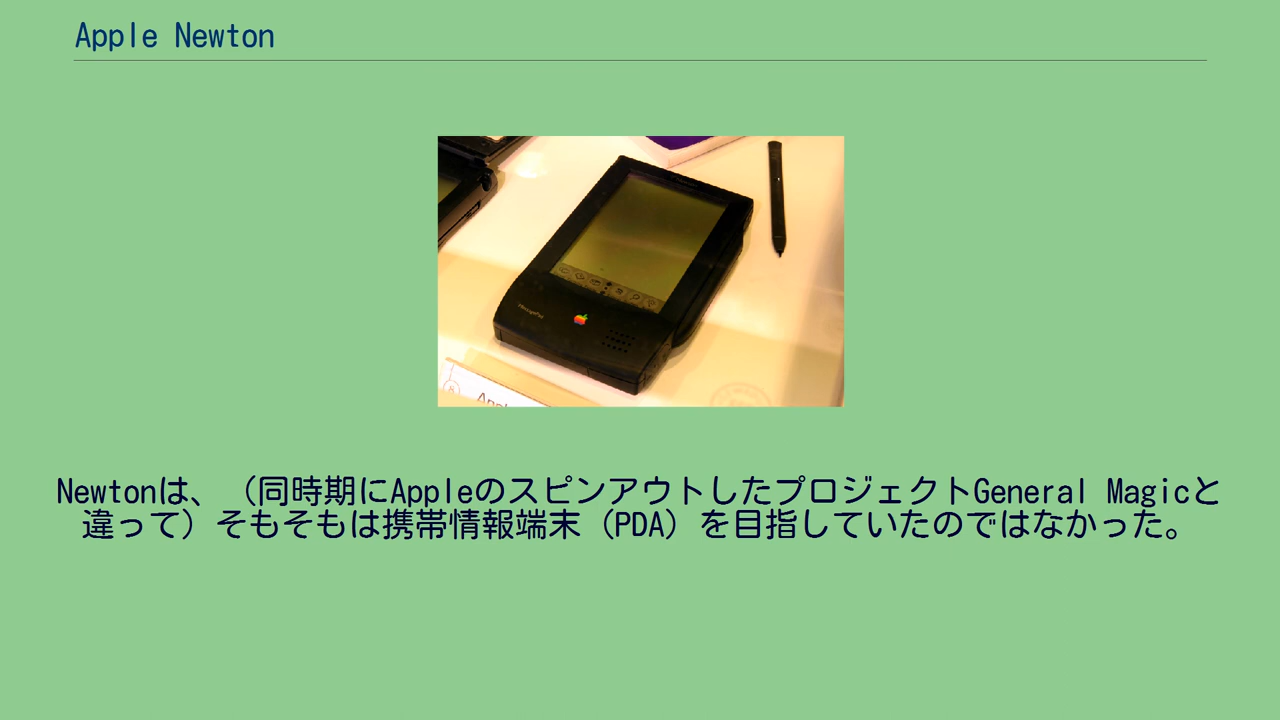 Apple Newton
MessagePad
Newtonは、（同時期にAppleのスピンアウトしたプロジェクトGeneral Magicと
違って）そもそもは携帯情報端末（PDA）を目指していたのではなかった。